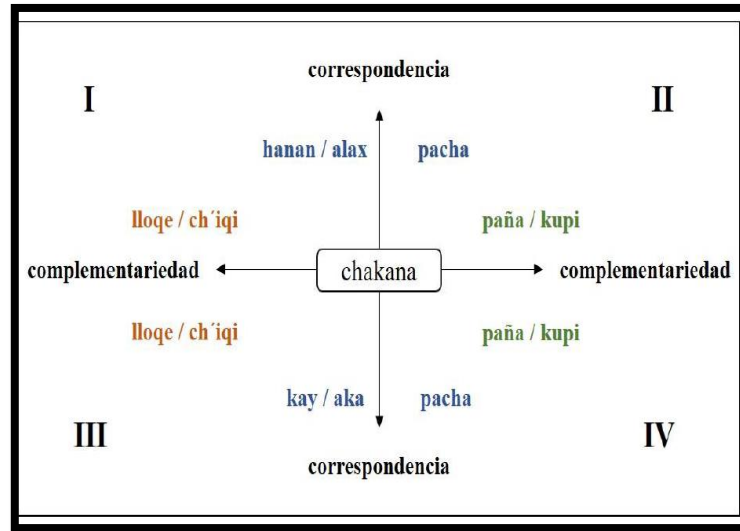 correspondencia
I
II
hanan / alax pacha
lloqe / ch´iqi
paña / kupi
complementariedad
chakana
complementariedad
lloqe / ch´iqi
paña / kupi
kay / aka pacha
III
IV
correspondencia